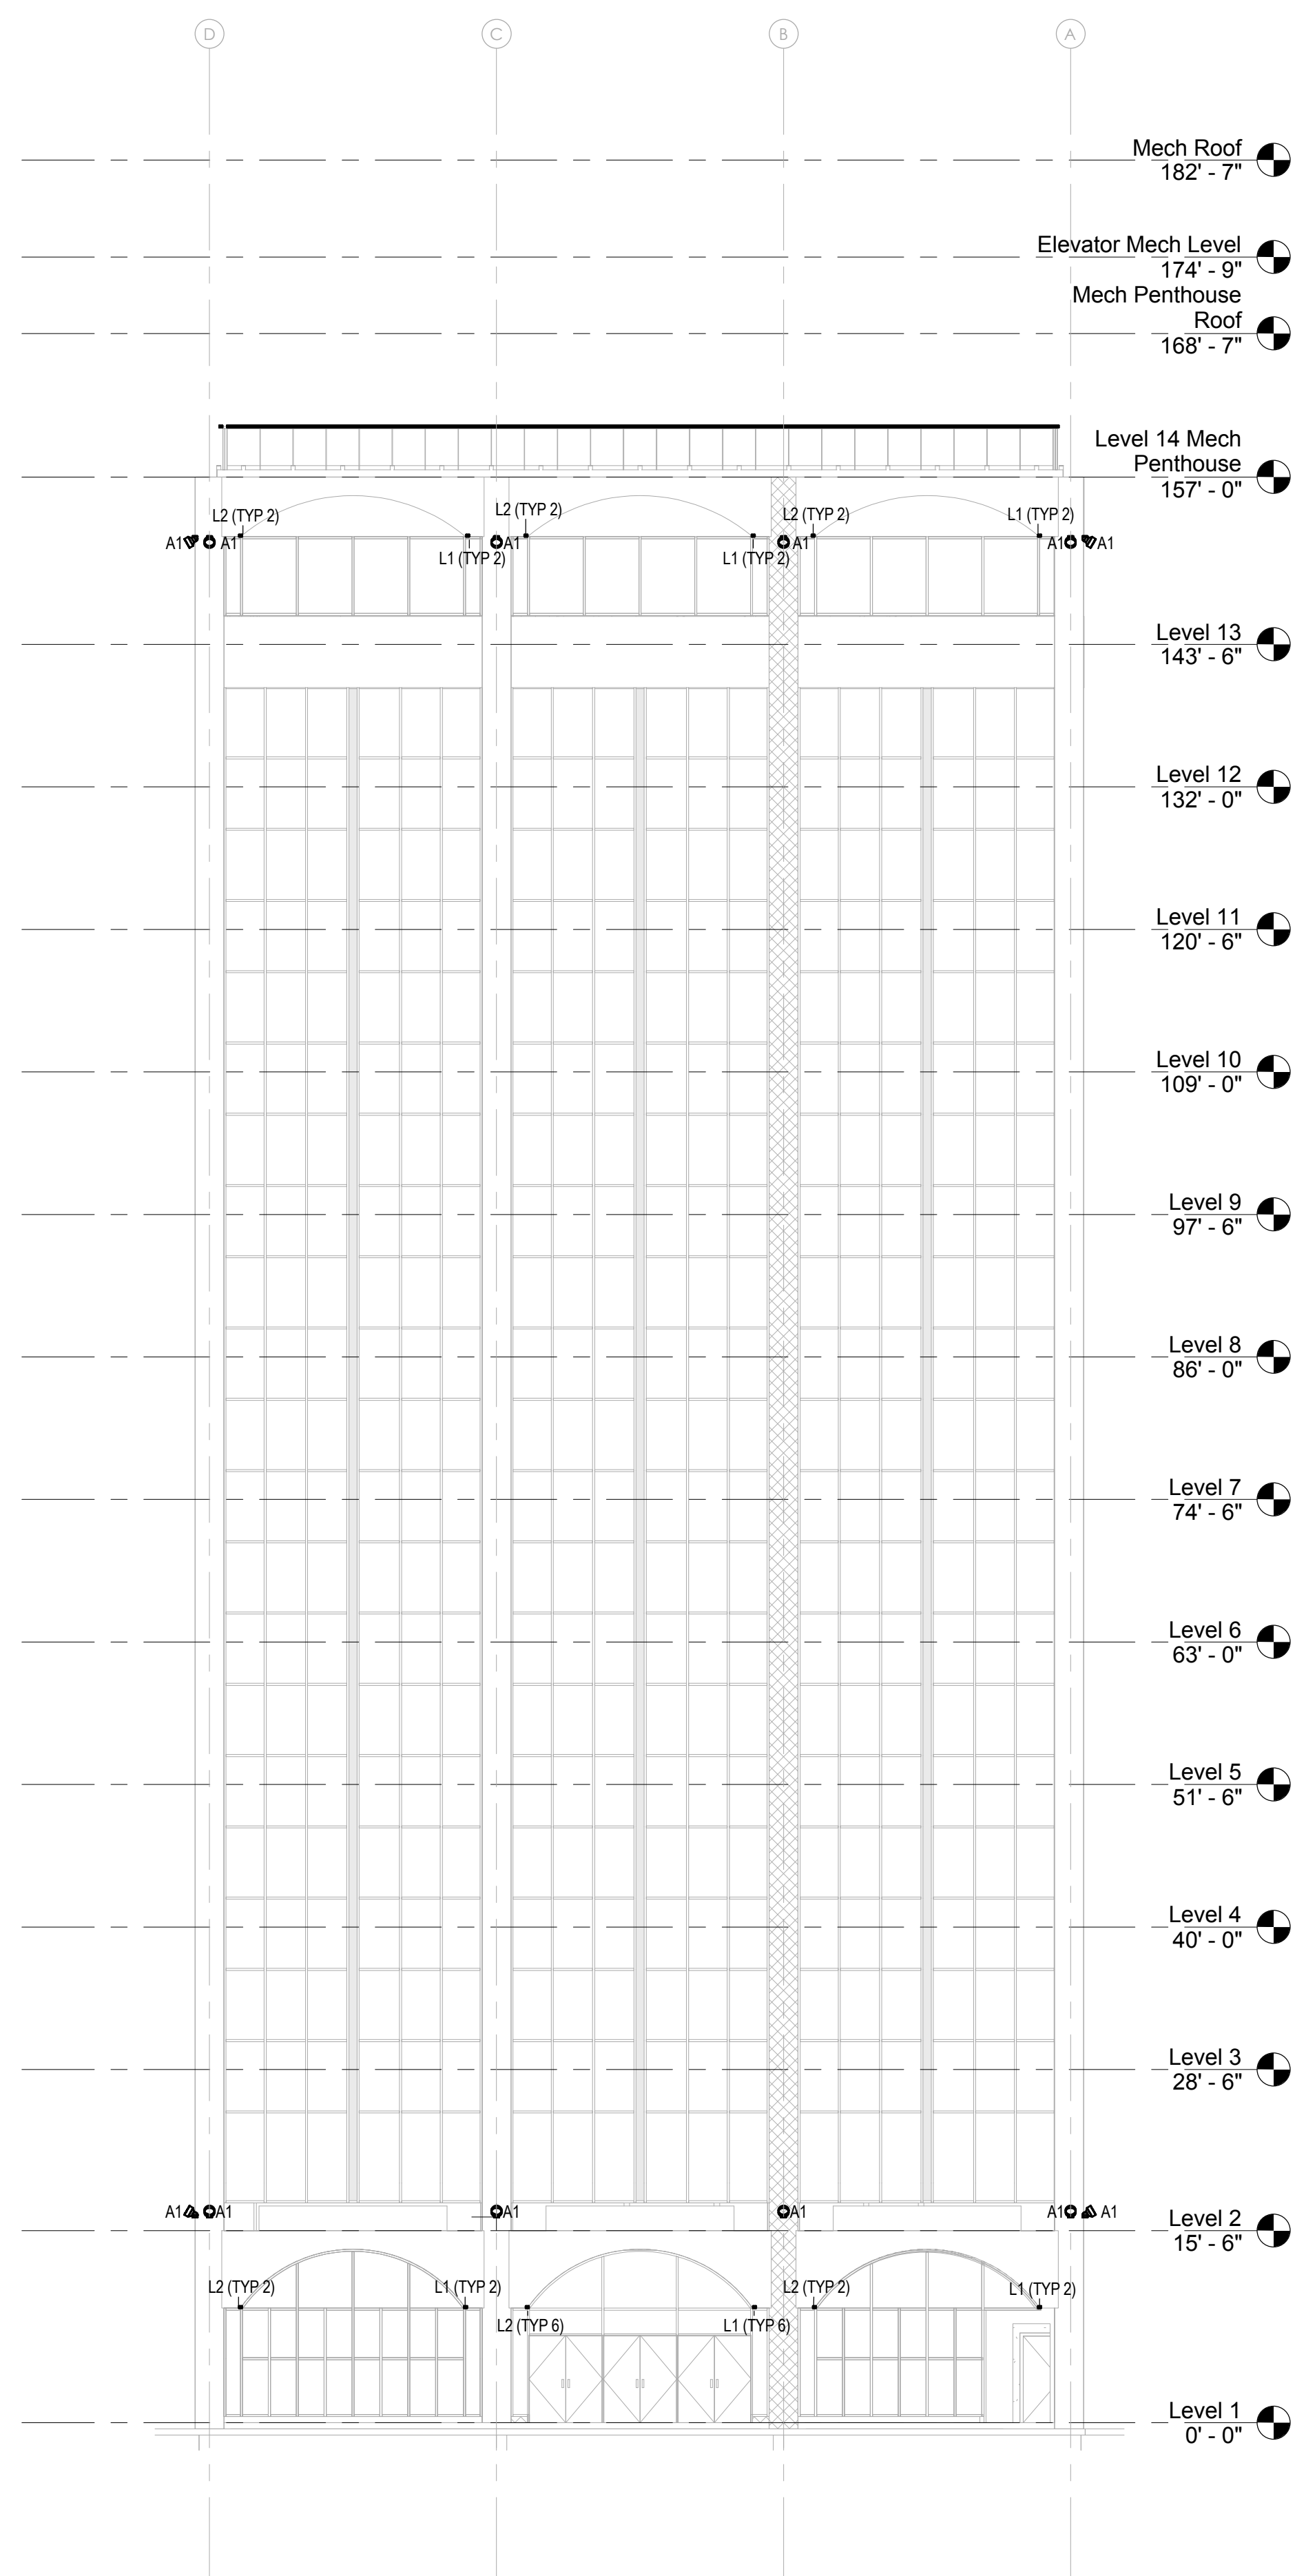 D
C
B
A
Mech Roof
182' - 7"
Elevator Mech Level
174' - 9"
Mech Penthouse
Roof
168' - 7"
Level 14 Mech
Penthouse
157' - 0"
L2 (TYP 2)
L2 (TYP 2)
L2 (TYP 2)
L1 (TYP 2)
A1
A1
A1
A1
A1
A1
L1 (TYP 2)
L1 (TYP 2)
Level 13
143' - 6"
Level 12
132' - 0"
Level 11
120' - 6"
Level 10
109' - 0"
Level 9
97' - 6"
Level 8
86' - 0"
Level 7
74' - 6"
Level 6
63' - 0"
Level 5
51' - 6"
Level 4
40' - 0"
Level 3
28' - 6"
A1
A1
A1
A1
A1
A1
Level 2
15' - 6"
L2 (TYP 2)
L1 (TYP 2)
L2 (TYP 2)
L1 (TYP 2)
L2 (TYP 6)
L1 (TYP 6)
Level 1
0' - 0"